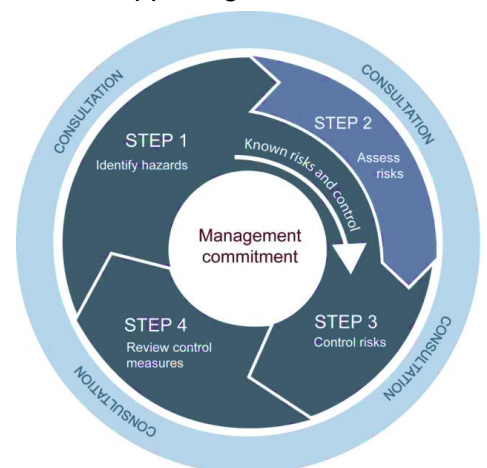 CONSULTATION
CONSULTATION
STEP 1
Identify hazards
STEP 2
Assess
risks
Known risks and control
Management
commitment
STEP 4
Review control
measures
STEP 3
Control risks
CONSULTATION
CONSULTATION